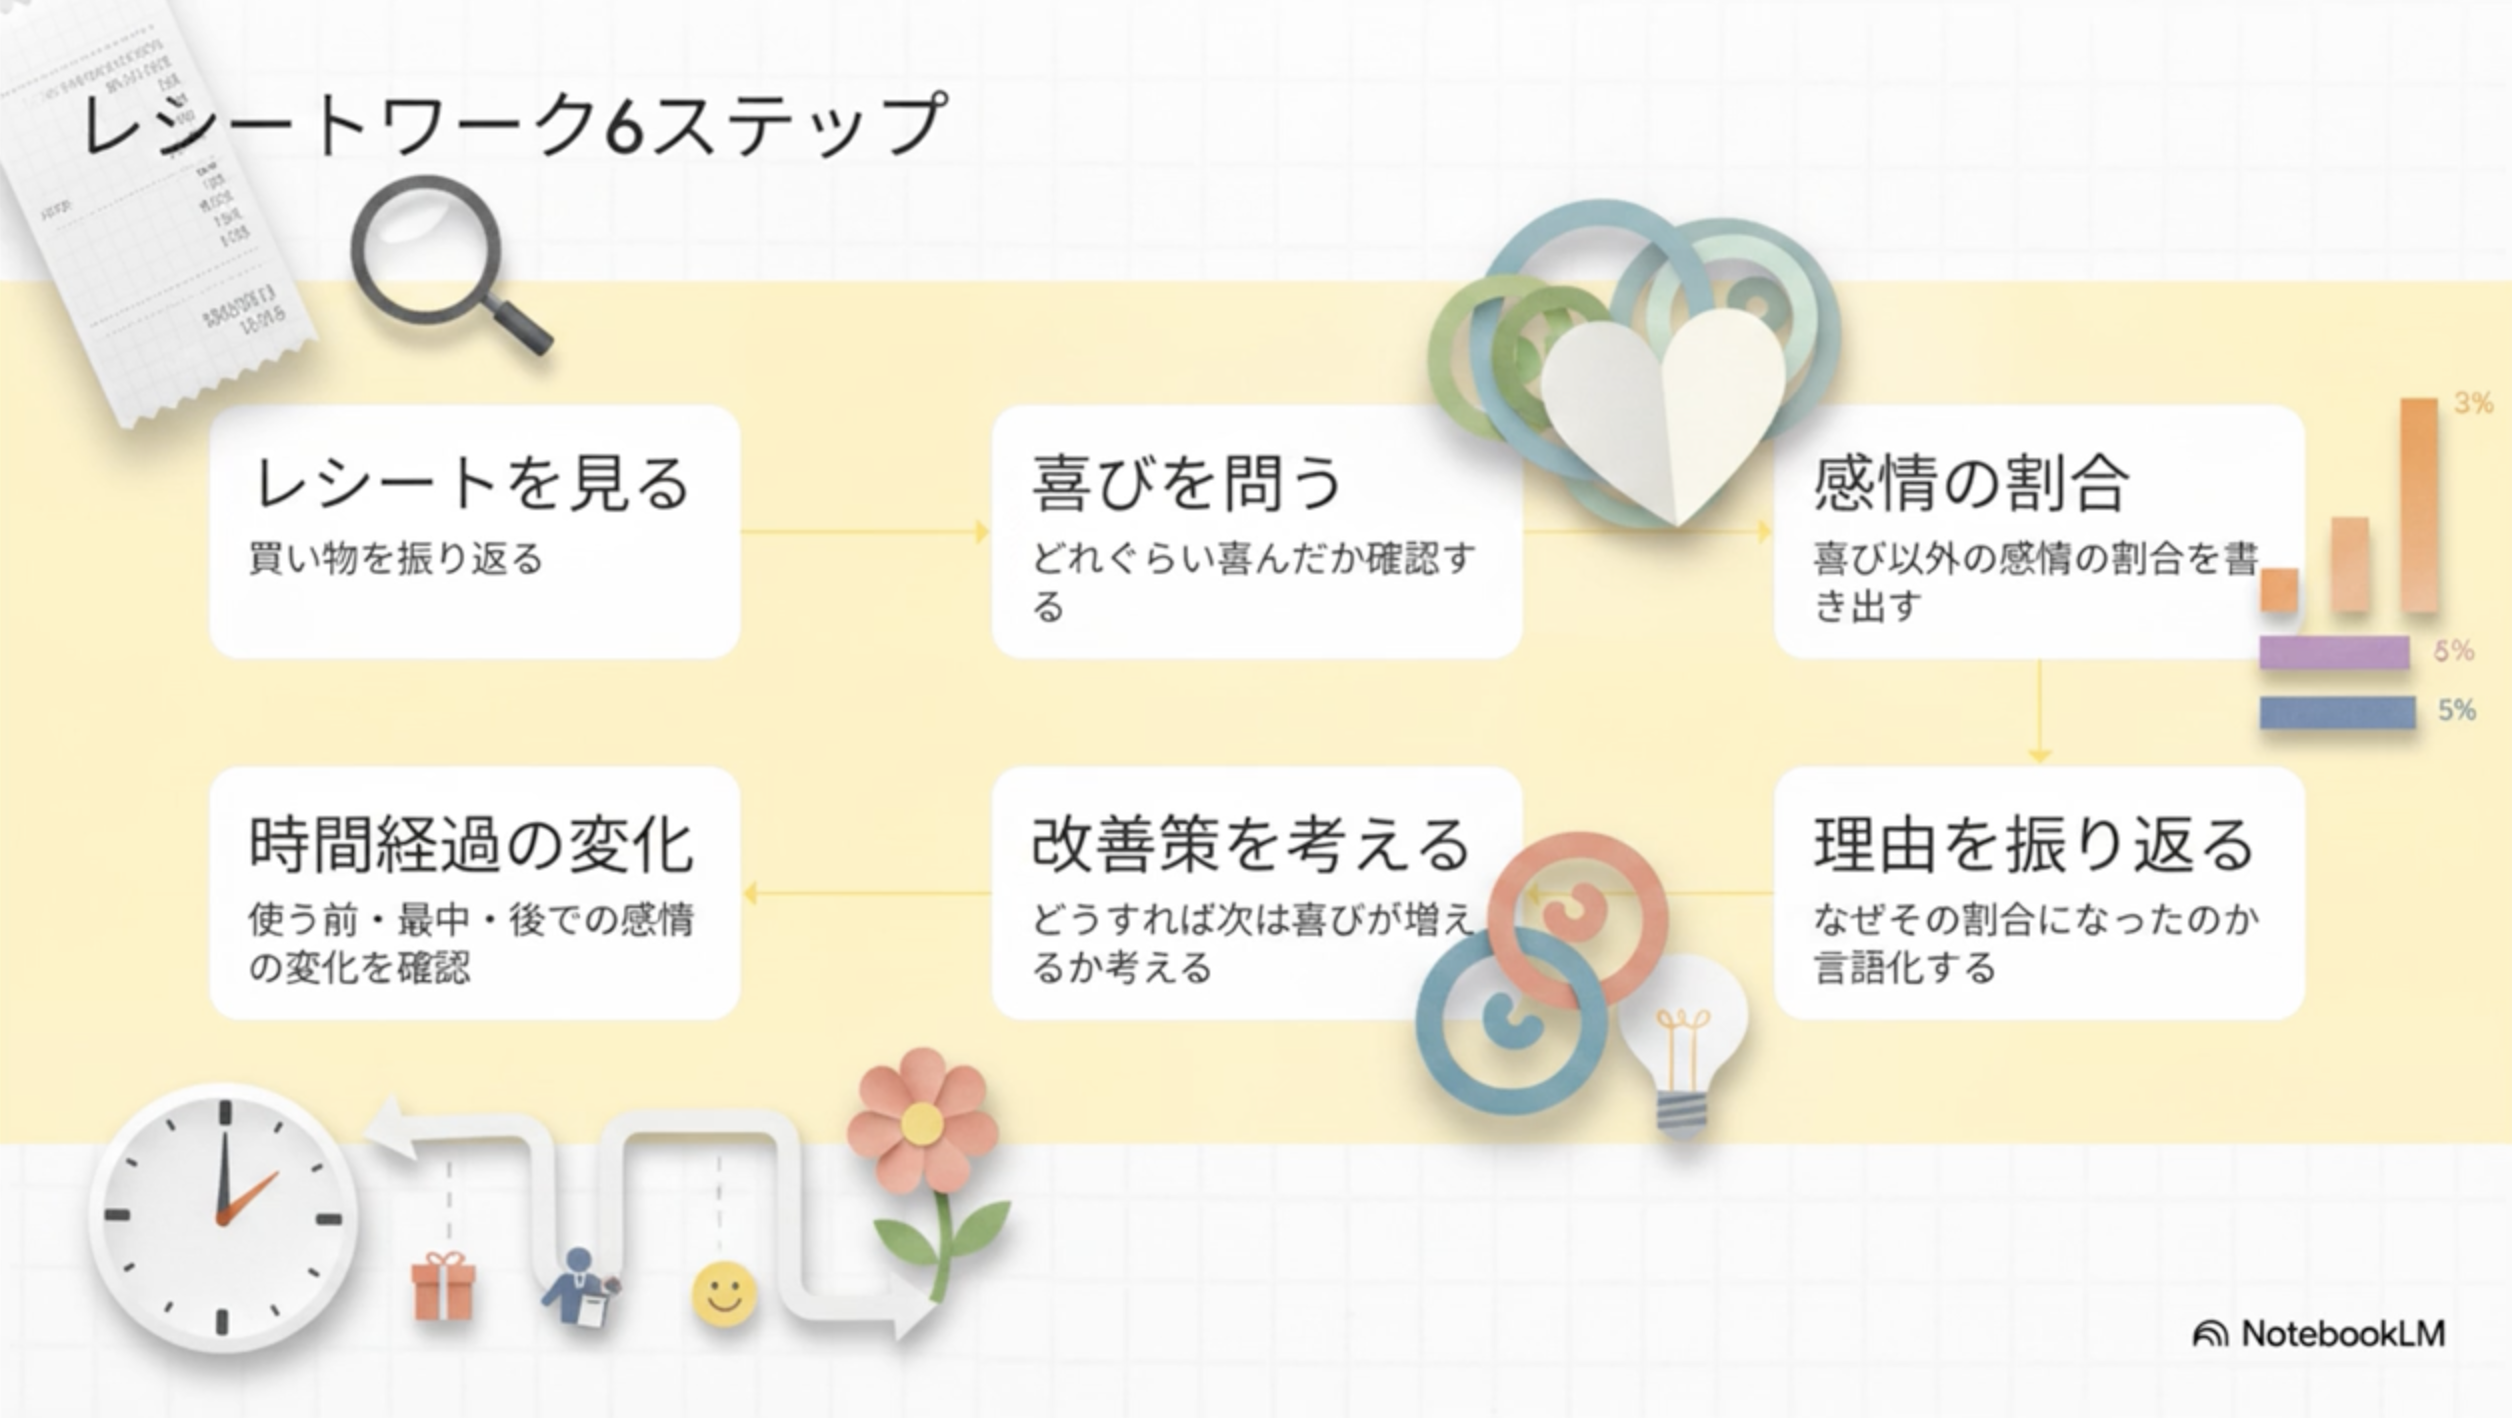 レシートワーク6ステップ
レシートを見る
買い物を振り返る
喜びを問う
どれぐらい喜んだか確認す
る
感情の割合
喜び以外の感情の割合を書
き出す
3%
5%
理由を振り返る
なぜその割合になったのか
言語化する
改善策を考える
どうすれば次は喜びが増え
るか考える
時間経過の変化
使う前・最中・後での感情
の変化を確認
NotebookLM